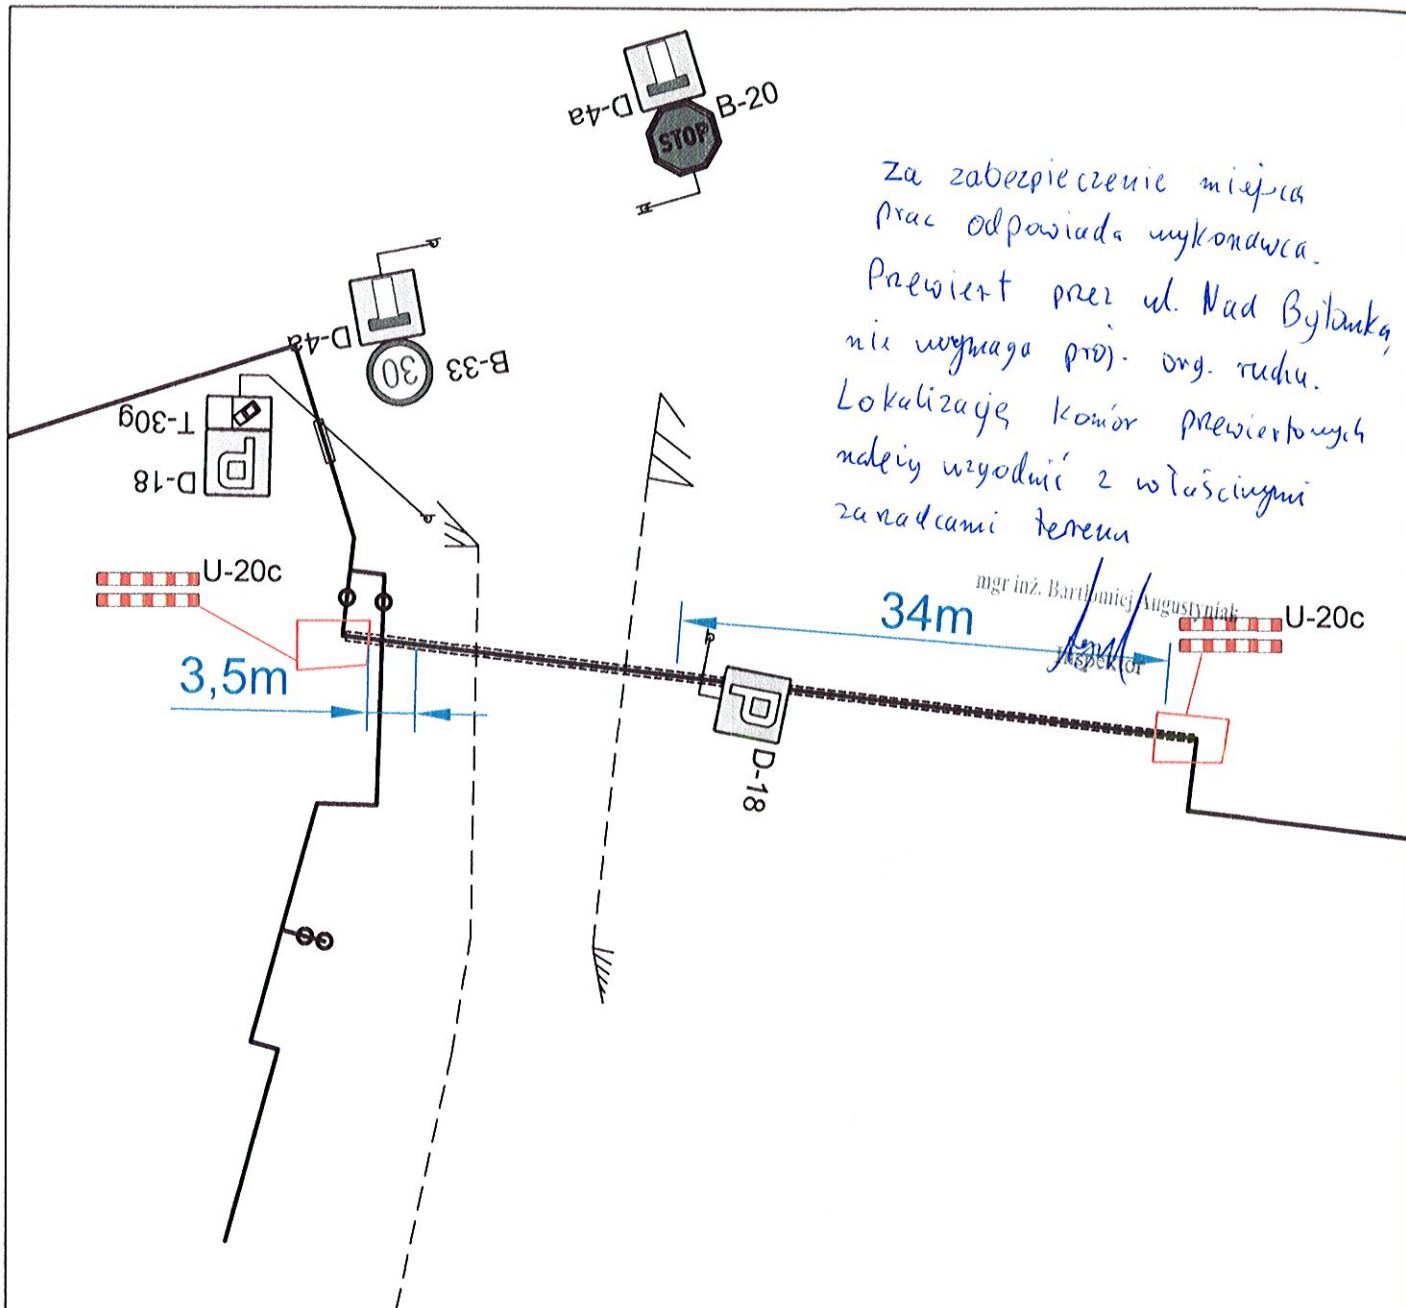 D-4a
B-20
STOP
Za zabezpieczenie miejsca
prac odpowiada wykonawca.
Przewiert przez ul. Nad Bytomką,
nie wymaga proj. org. ruchu.
Lokalizację komór przewiertowych
należy uzgodnić z właściwymi
zarządcami terenu
D-4a
B-33
30
T-30g
D-18
P
U-20c
mgr inż. Bartłomiej Augustyniak
Inspektor
34m
U-20c
3,5m
P
D-18